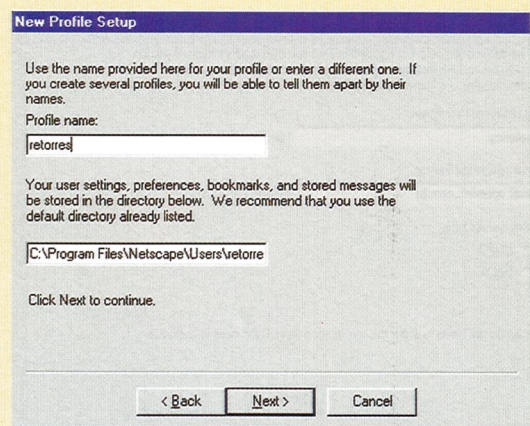 New Profile Setup
Use the name provided here for your profile or enter a different one. If
you create several profiles, you will be able to tell them apart by their
names.
Profile name:
retorres
Your user settings, preferences, bookmarks, and stored messages will
be stored in the directory below. We recommend that you use the
default directory already listed.
C:\Program Files\Netscape\Users\retorre
Click Next to continue.
< Back
Next >
Cancel